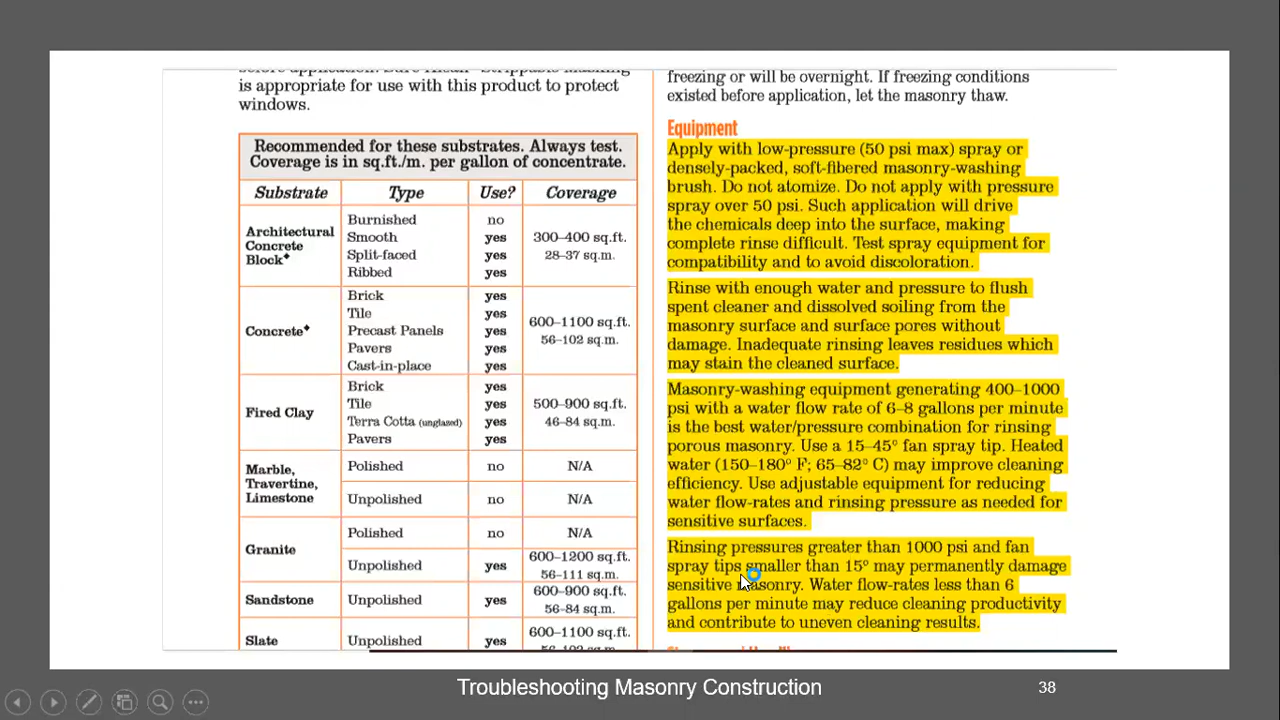 is appropriate for use with this product to protect
windows.
Recommended for these substrates. Always test.
Coverage is in sq.ft./m. per gallon of concentrate.
Substrate Type Use? Coverage
Architectural Concrete Block✦
Burnished no
Smooth yes
Split-faced yes
Ribbed yes
300–400 sq.ft.
28–37 sq.m.
Concrete✦
Brick yes
Tile yes
Precast Panels yes
Pavers yes
Cast-in-place yes
600–1100 sq.ft.
56–102 sq.m.
Fired Clay
Brick yes
Tile yes
Terra Cotta (unglazed) yes
Pavers yes
500–900 sq.ft.
46–84 sq.m.
Marble,
Travertine,
Limestone
Polished no N/A
Unpolished no N/A
Granite
Polished no N/A
Unpolished yes 600–1200 sq.ft.
56–111 sq.m.
Sandstone Unpolished yes 600–900 sq.ft.
56–84 sq.m.
Slate Unpolished yes 600–1100 sq.ft.
freezing or will be overnight. If freezing conditions
existed before application, let the masonry thaw.
Equipment
Apply with low-pressure (50 psi max) spray or
densely-packed, soft-fibered masonry-washing
brush. Do not atomize. Do not apply with pressure
spray over 50 psi. Such application will drive
the chemicals deep into the surface, making
complete rinse difficult. Test spray equipment for
compatibility and to avoid discoloration.
Rinse with enough water and pressure to flush
spent cleaner and dissolved soiling from the
masonry surface and surface pores without
damage. Inadequate rinsing leaves residues which
may stain the cleaned surface.
Masonry-washing equipment generating 400–1000
psi with a water flow rate of 6–8 gallons per minute
is the best water/pressure combination for rinsing
porous masonry. Use a 15–45° fan spray tip. Heated
water (150–180° F; 65–82° C) may improve cleaning
efficiency. Use adjustable equipment for reducing
water flow-rates and rinsing pressure as needed for
sensitive surfaces.
Rinsing pressures greater than 1000 psi and fan
spray tips smaller than 15° may permanently damage
sensitive masonry. Water flow-rates less than 6
gallons per minute may reduce cleaning productivity
and contribute to uneven cleaning results.
Troubleshooting Masonry Construction
38